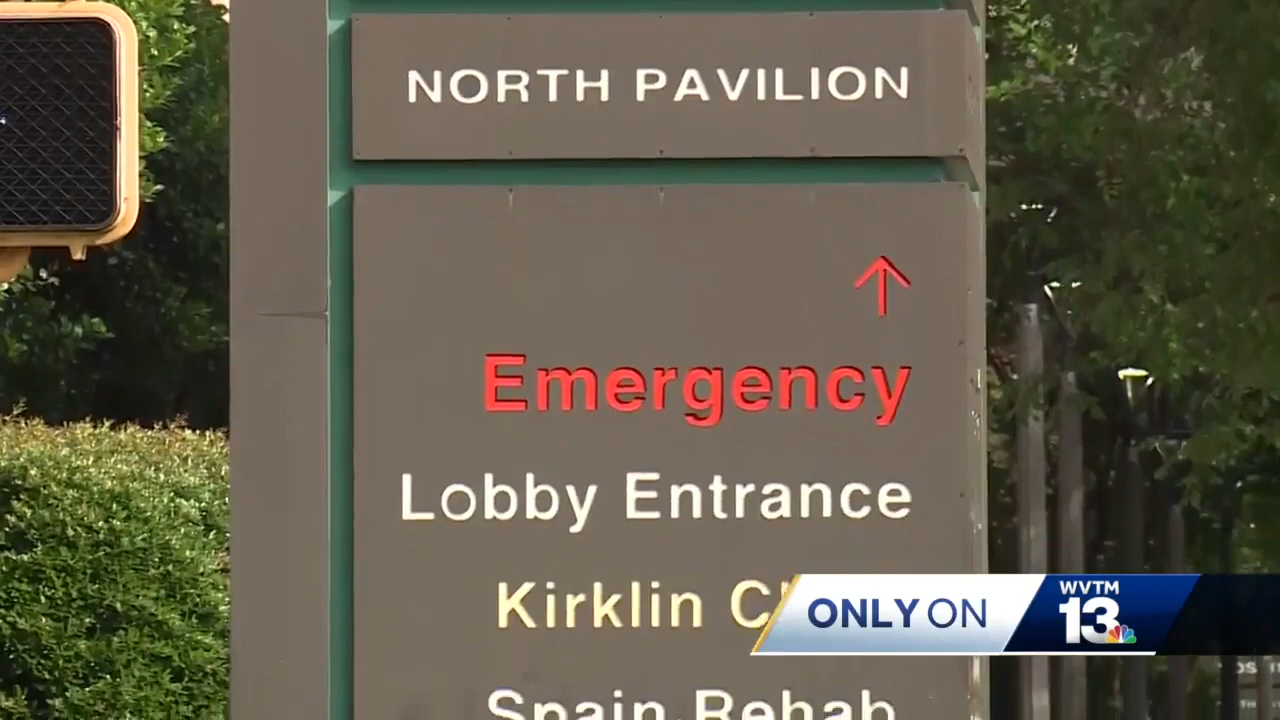 NORTH PAVILION
Emergency
Lobby Entrance
Kirklin
Spain Rehab
ONLY ON
WVTM
13